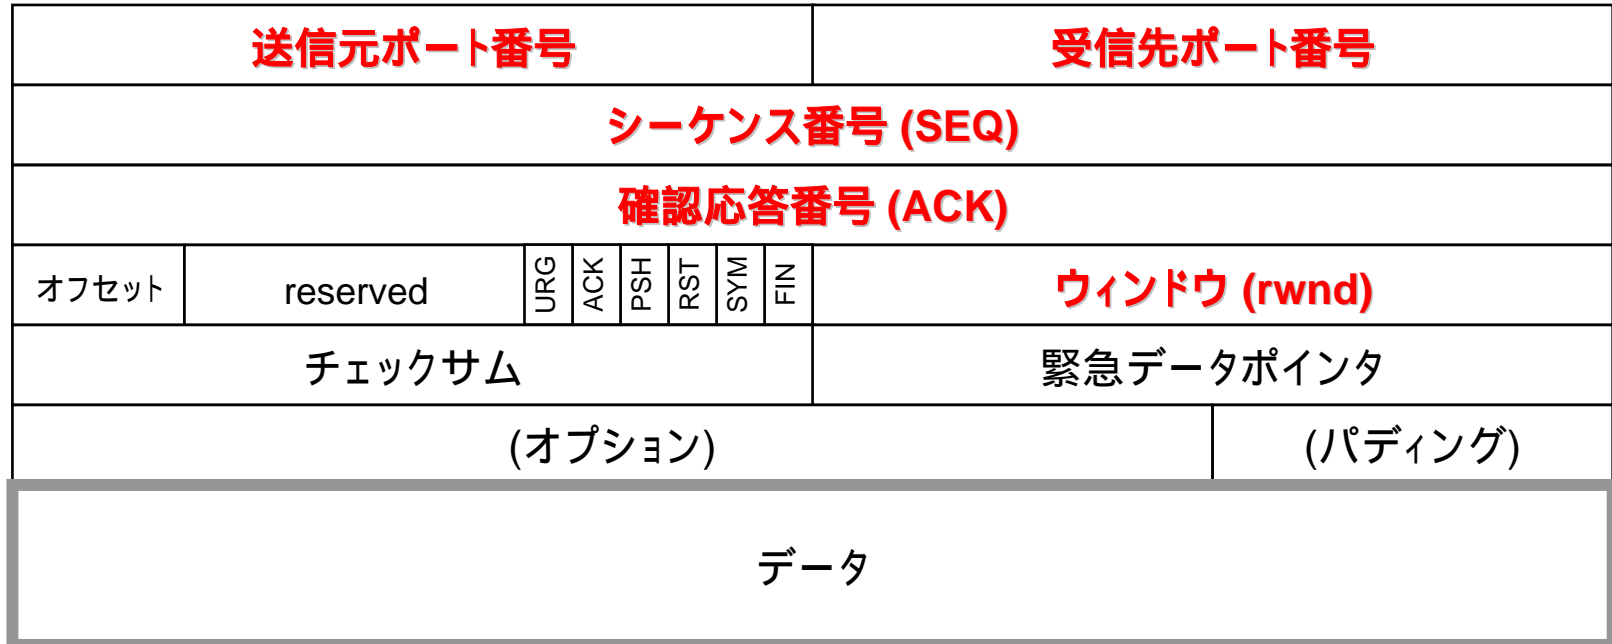 送信元ポート番号 受信先ポート番号
シーケンス番号 (SEQ)
確認応答番号 (ACK)
オフセット reserved URG ACK PSH RST SYM FIN ウィンドウ (rwnd)
チェックサム 緊急データポインタ
(オプション) (パディング)
データ